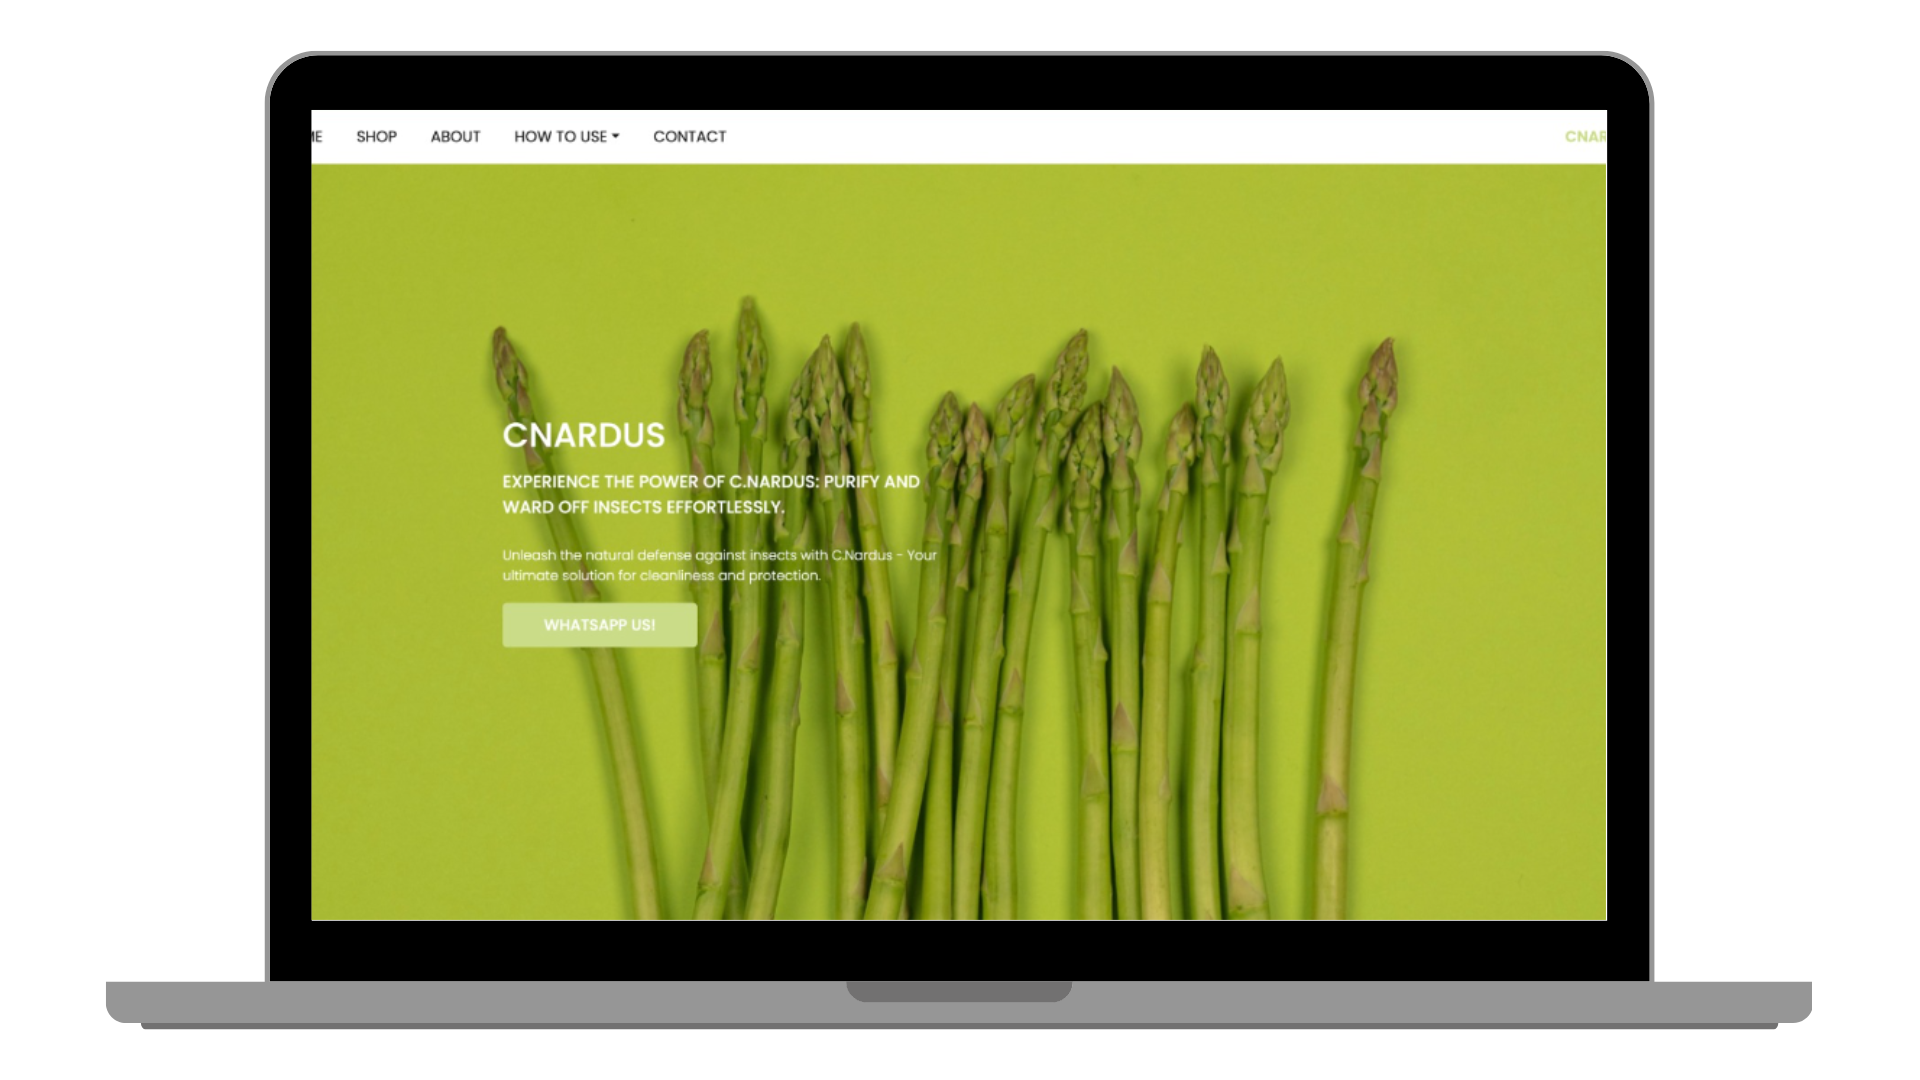 ME SHOP ABOUT HOW TO USE CONTACT CNAR
CNARDUS
EXPERIENCE THE POWER OF C.NARDUS: PURIFY AND
WARD OFF INSECTS EFFORTLESSLY.
Unleash the natural defense against insects with C.Nardus - Your
ultimate solution for cleanliness and protection.
WHATSAPP US!